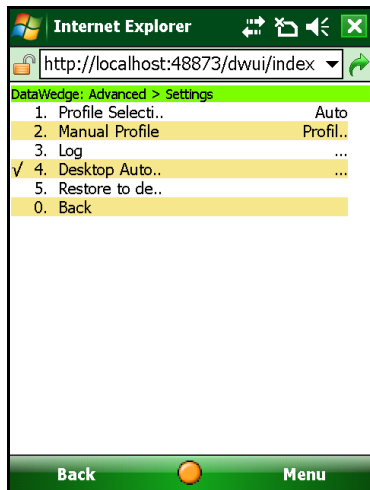 Internet Explorer
http://localhost:48873/dwui/index
DataWedge: Advanced > Settings
1. Profile Selecti.. Auto
2. Manual Profile Profil..
3. Log ...
√ 4. Desktop Auto.. ...
5. Restore to de..
0. Back
Back Menu